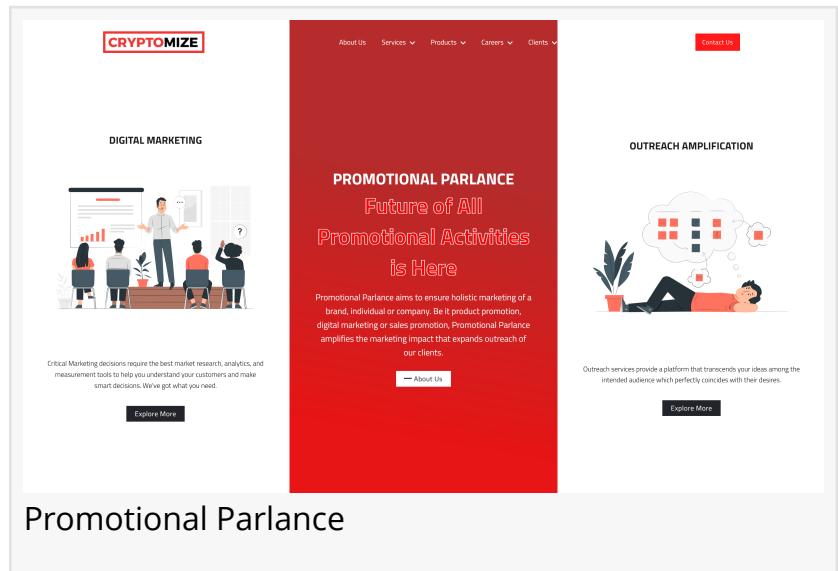 CRYPTOMIZE
About Us Services Products Careers Clients
Contact Us
DIGITAL MARKETING
?
Critical Marketing decisions require the best market research, analytics, and
measurement tools to help you understand your customers and make
smart decisions. We've got what you need.
Explore More
PROMOTIONAL PARLANCE
Future of All
Promotional Activities
is Here
Promotional Parlance aims to ensure holistic marketing of a
brand, individual or company. Be it product promotion,
digital marketing or sales promotion, Promotional Parlance
amplifies the marketing impact that expands outreach of
our clients.
About Us
OUTREACH AMPLIFICATION
Outreach services provide a platform that transcends your ideas among the
intended audience which perfectly coincides with their desires.
Explore More
Promotional Parlance